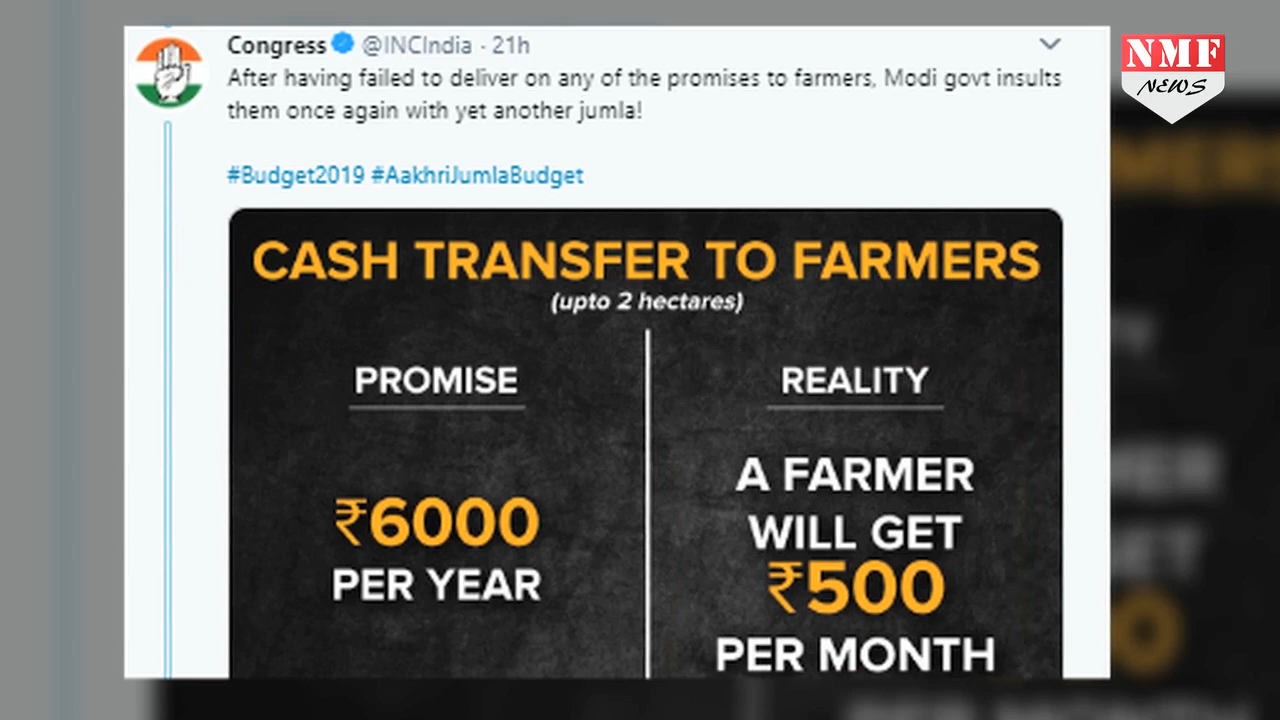 Congress @INCIndia · 21h
After having failed to deliver on any of the promises to farmers, Modi govt insults
them once again with yet another jumla!
#Budget2019 #AakhriJumlaBudget
CASH TRANSFER TO FARMERS
(upto 2 hectares)
PROMISE
₹6000
PER YEAR
REALITY
A FARMER
WILL GET
₹500
PER MONTH
NMF
NEWS